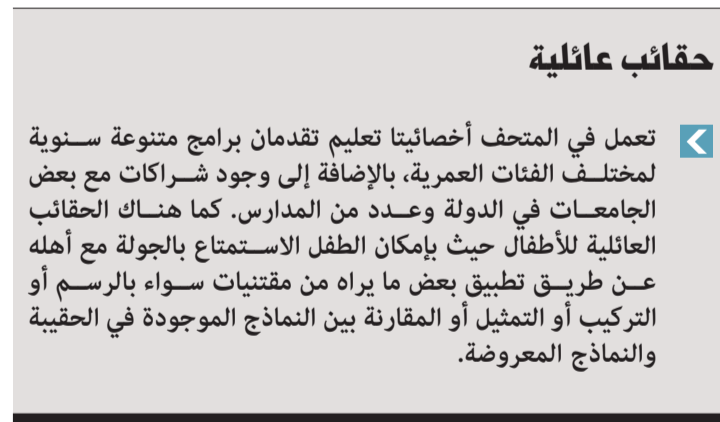 حقائب عائلية
تعمل في المتحف أخصائيتا تعليم تقدمان برامج متنوعة سنوية
لمختلف الفئات العمرية، بالإضافة إلى وجود شراكات مع بعض
الجامعات في الدولة وعدد من المدارس. كما هناك الحقائب
العائلية للأطفال حيث بإمكان الطفل الاستمتاع بالجولة مع أهله
عن طريق تطبيق بعض ما يراه من مقتنيات سواء بالرسم أو
التركيب أو التمثيل أو المقارنة بين النماذج الموجودة في الحقيبة
والنماذج المعروضة.